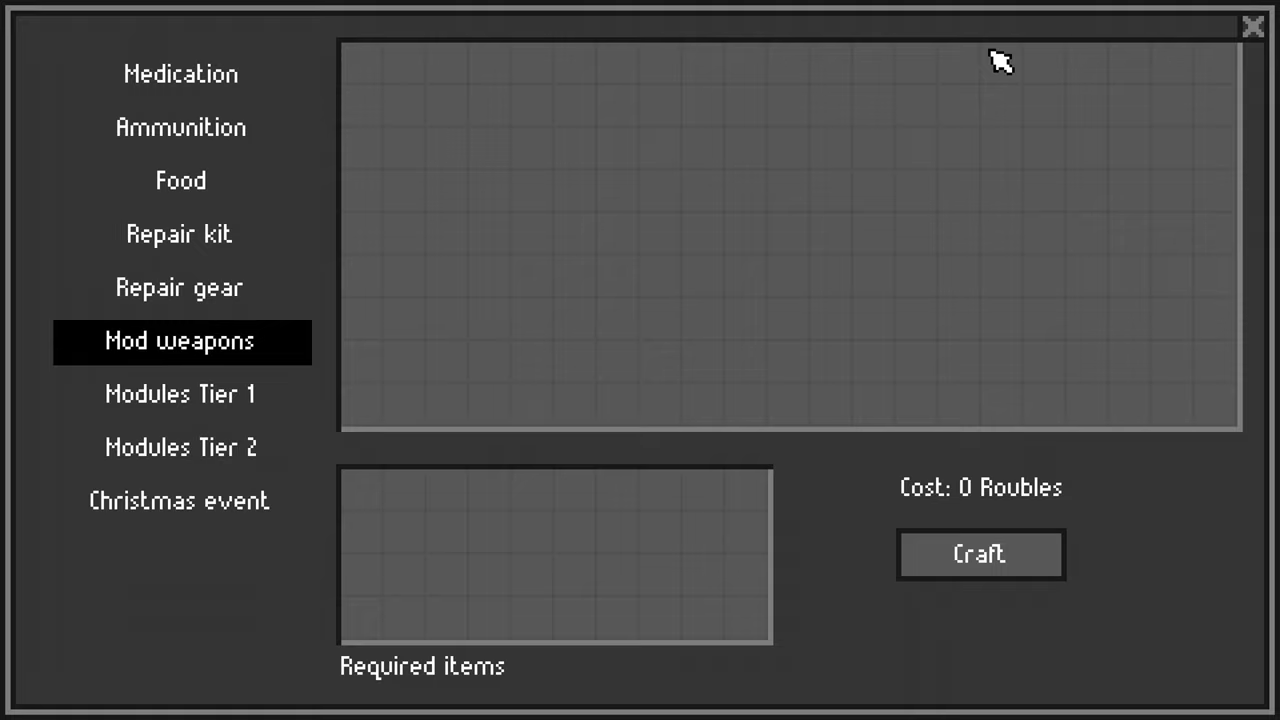 Medication
Ammunition
Food
Repair kit
Repair gear
Mod weapons
Modules Tier 1
Modules Tier 2
Christmas event
Cost: 0 Roubles
Craft
Required items